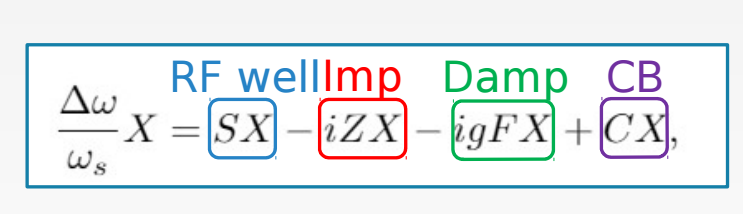 RF well Imp Damp CB
Δω/ω_s X = SX − iZX − igFX + CX,